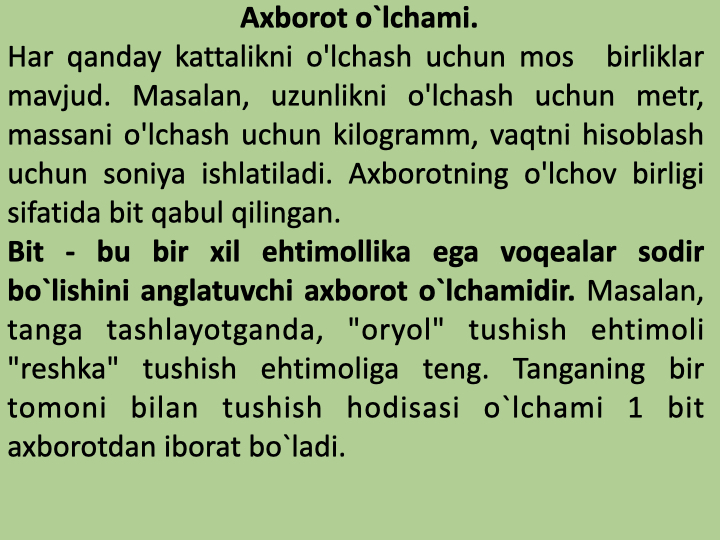 Axborot o`lchami.
Har qanday kattalikni o'lchash uchun mos birliklar
mavjud. Masalan, uzunlikni o'lchash uchun metr,
massani o'lchash uchun kilogramm, vaqtni hisoblash
uchun soniya ishlatiladi. Axborotning o'lchov birligi
sifatida bit qabul qilingan.
Bit - bu bir xil ehtimollika ega voqealar sodir
bo`lishini anglatuvchi axborot o`lchamidir. Masalan,
tanga tashlayotganda, "oryol" tushish ehtimoli
"reshka" tushish ehtimoliga teng. Tanganing bir
tomoni bilan tushish hodisasi o`lchami 1 bit
axborotdan iborat bo`ladi.